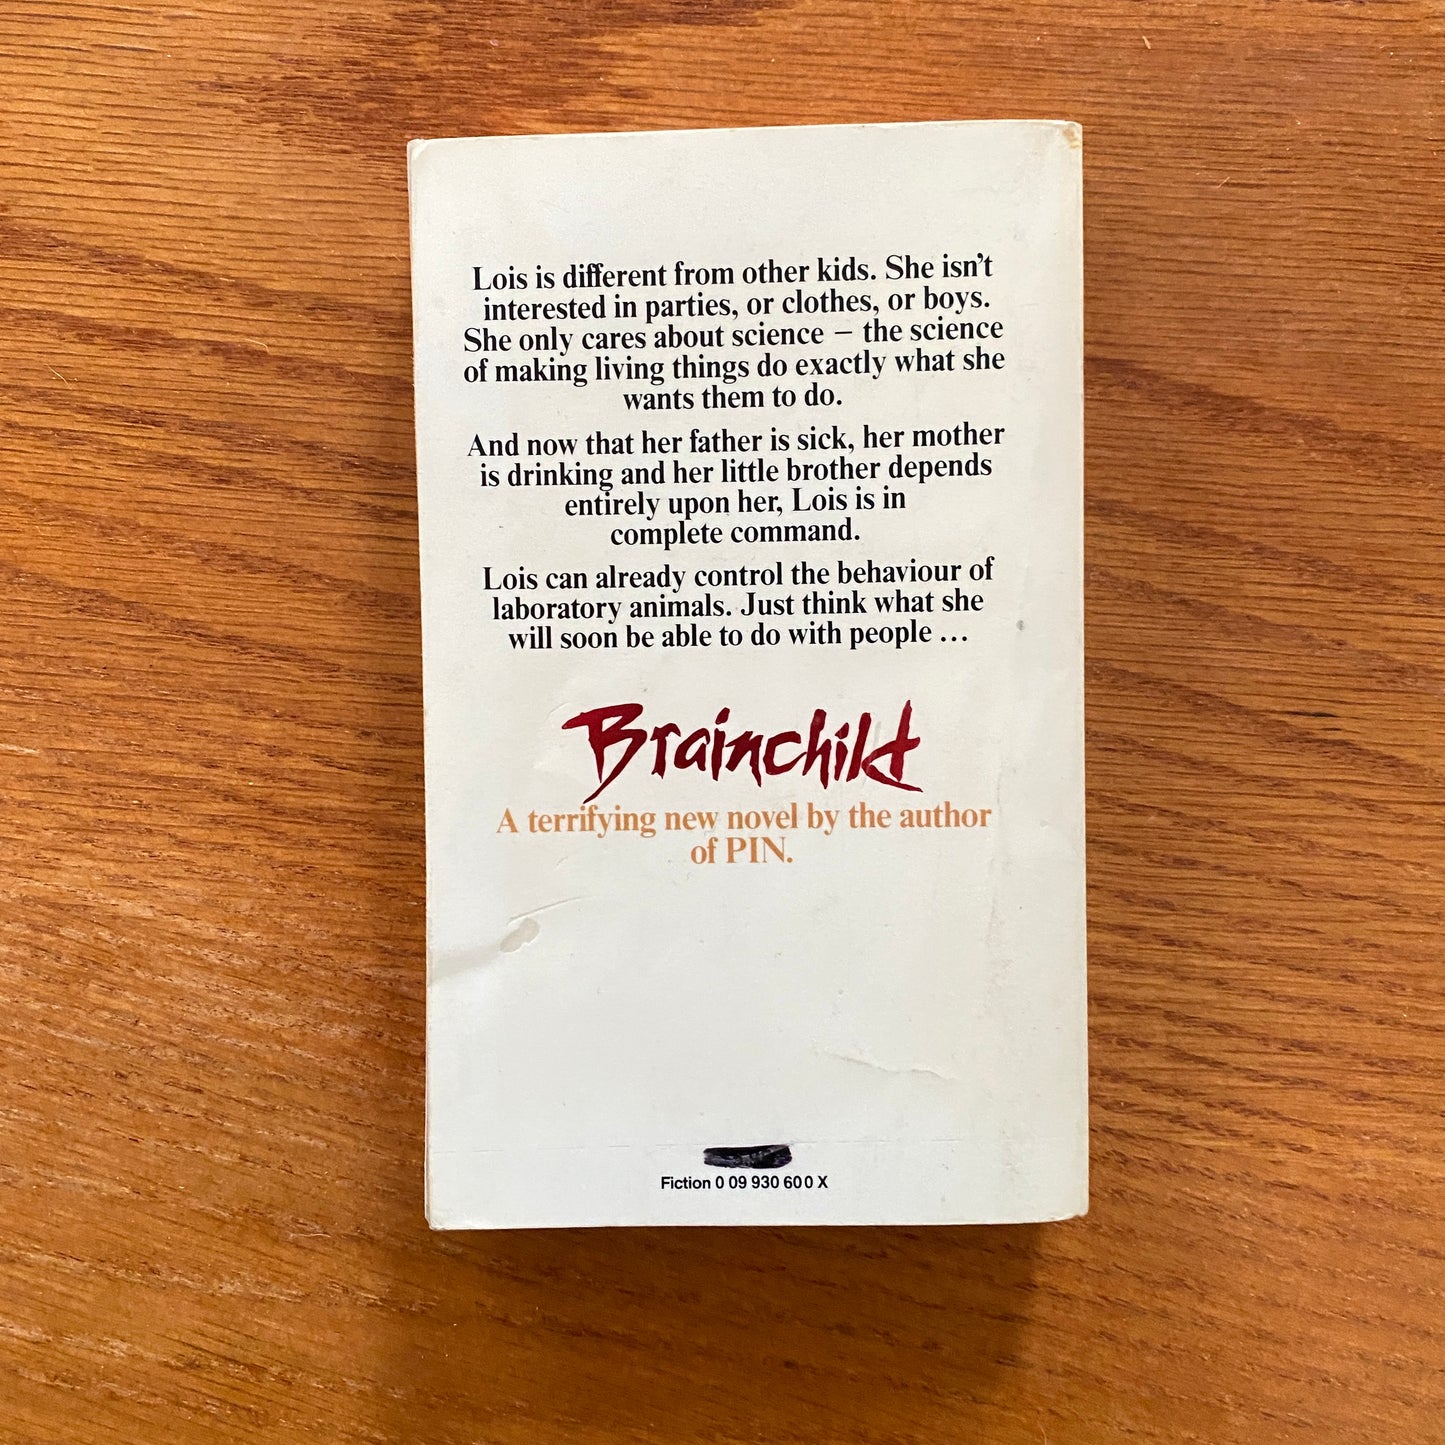 Lois is different from other kids. She isn't
interested in parties, or clothes, or boys.
She only cares about science – the science
of making living things do exactly what she
wants them to do.
And now that her father is sick, her mother
is drinking and her little brother depends
entirely upon her, Lois is in
complete command.
Lois can already control the behaviour of
laboratory animals. Just think what she
will soon be able to do with people ...
Brainchild
A terrifying new novel by the author
of PIN.
Fiction 0 09 930 600 X